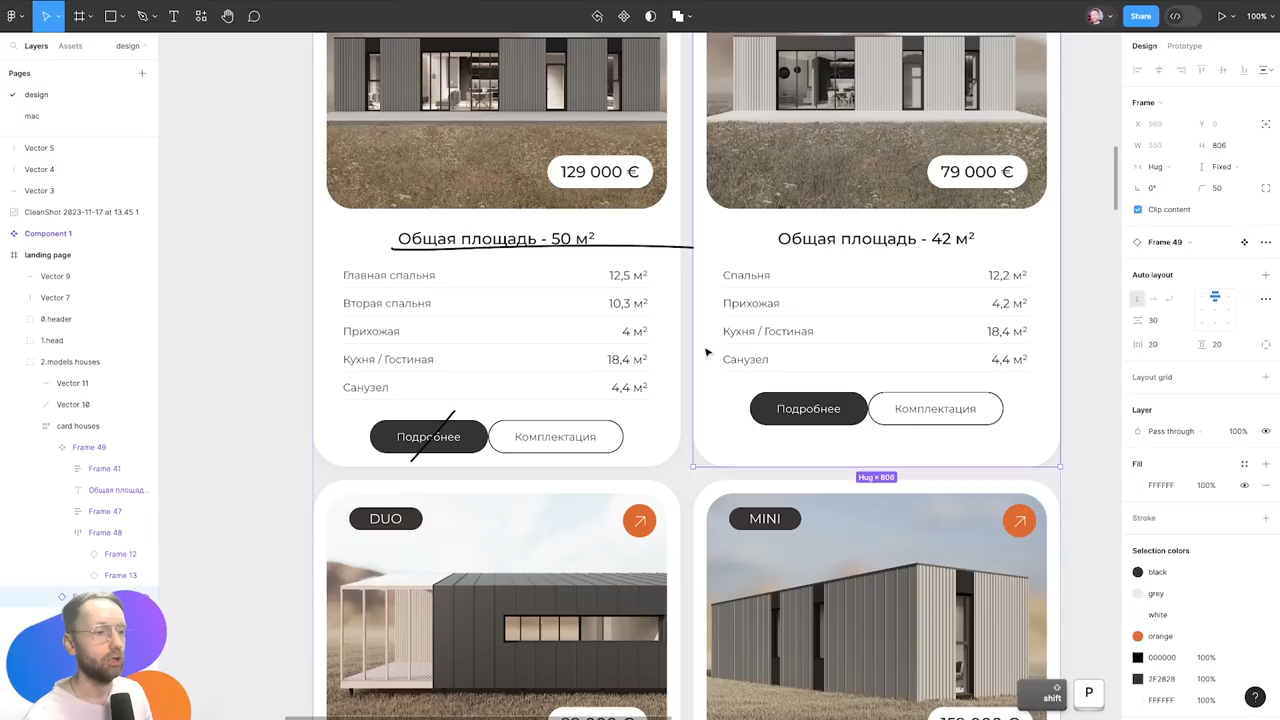 Share
100%
Layers
Assets
design
Design
Prototype
Pages
design
mac
Vector 5
Vector 4
Vector 3
CleanShot 2023-11-17 at 13.45 1
Component 1
landing page
Vector 9
Vector 7
0.header
1.head
2.models houses
Vector 11
Vector 10
card houses
Frame 49
Frame 41
Общая площад...
Frame 47
Frame 48
Frame 12
Frame 13
129 000 €
Общая площадь - 50 м²
Главная спальня 12,5 м²
Вторая спальня 10,3 м²
Прихожая 4 м²
Кухня / Гостиная 18,4 м²
Санузел 4,4 м²
Подробнее
Комплектация
79 000 €
Общая площадь - 42 м²
Спальня 12,2 м²
Прихожая 4,2 м²
Кухня / Гостиная 18,4 м²
Санузел 4,4 м²
Подробнее
Комплектация
Hug × 806
DUO
MINI
shift
P
Frame
X 569 Y 0
W 550 H 806
Hug Fixed
0° 50
Clip content
Frame 49
Auto layout
30
20 20
Layout grid
Layer
Pass through 100%
Fill
FFFFFF 100%
Stroke
Selection colors
black
grey
white
orange
000000 100%
2F2828 100%
FFFFFF 100%
?